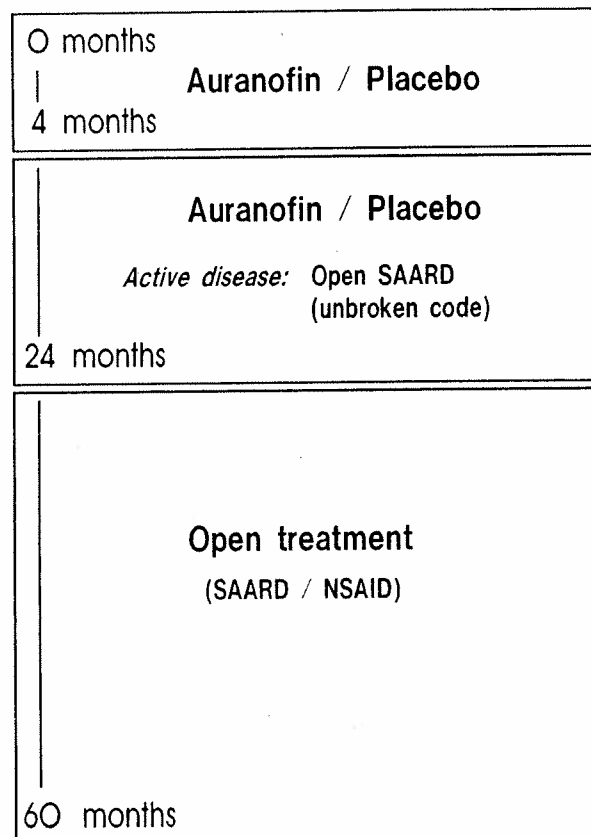 0 months
Auranofin / Placebo
4 months
Auranofin / Placebo
Active disease: Open SAARD
(unbroken code)
24 months
Open treatment
(SAARD / NSAID)
60 months